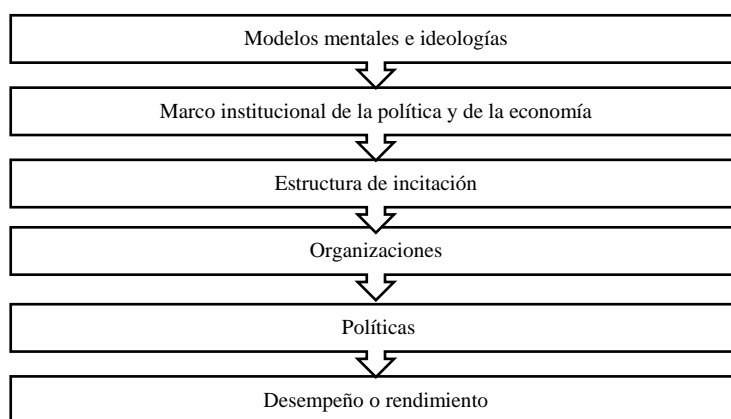 Modelos mentales e ideologías
Marco institucional de la política y de la economía
Estructura de incitación
Organizaciones
Políticas
Desempeño o rendimiento